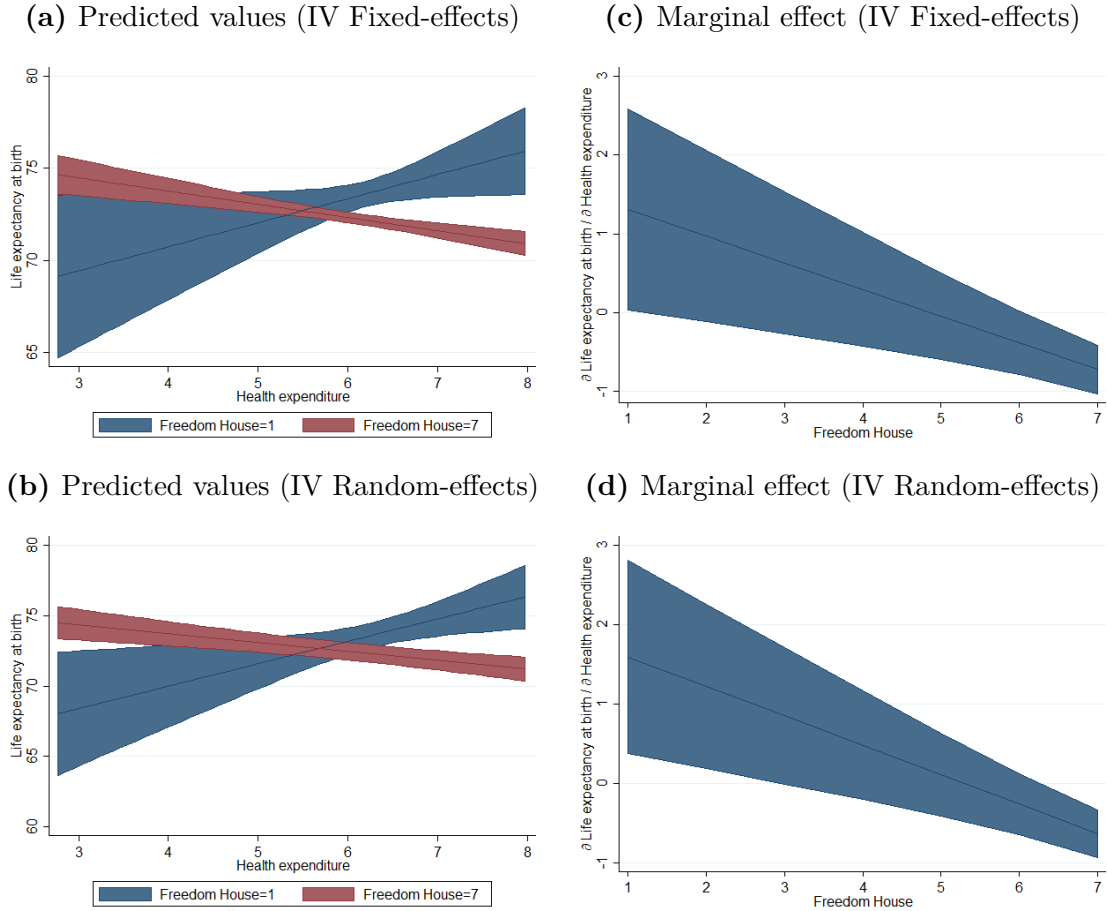 (a) Predicted values (IV Fixed-effects)
Life expectancy at birth
80
75
70
65
3 4 5 6 7 8
Health expenditure
Freedom House=1 Freedom House=7
(c) Marginal effect (IV Fixed-effects)
∂ Life expectancy at birth / ∂ Health expenditure
3
2
1
0
-1
1 2 3 4 5 6 7
Freedom House
(b) Predicted values (IV Random-effects)
Life expectancy at birth
80
75
70
65
60
3 4 5 6 7 8
Health expenditure
Freedom House=1 Freedom House=7
(d) Marginal effect (IV Random-effects)
∂ Life expectancy at birth / ∂ Health expenditure
3
2
1
0
-1
1 2 3 4 5 6 7
Freedom House